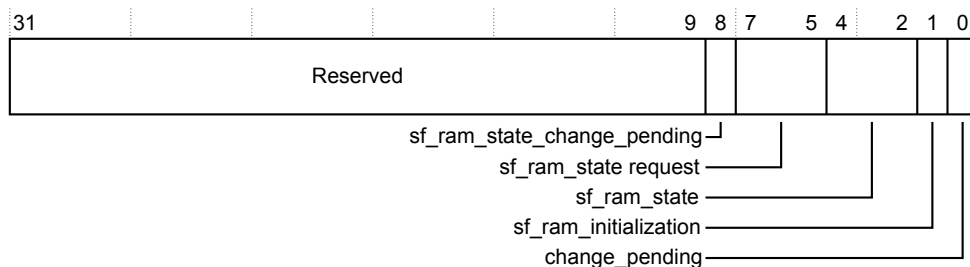 31 9 8 7 5 4 2 1 0
Reserved
sf_ram_state_change_pending
sf_ram_state request
sf_ram_state
sf_ram_initialization
change_pending